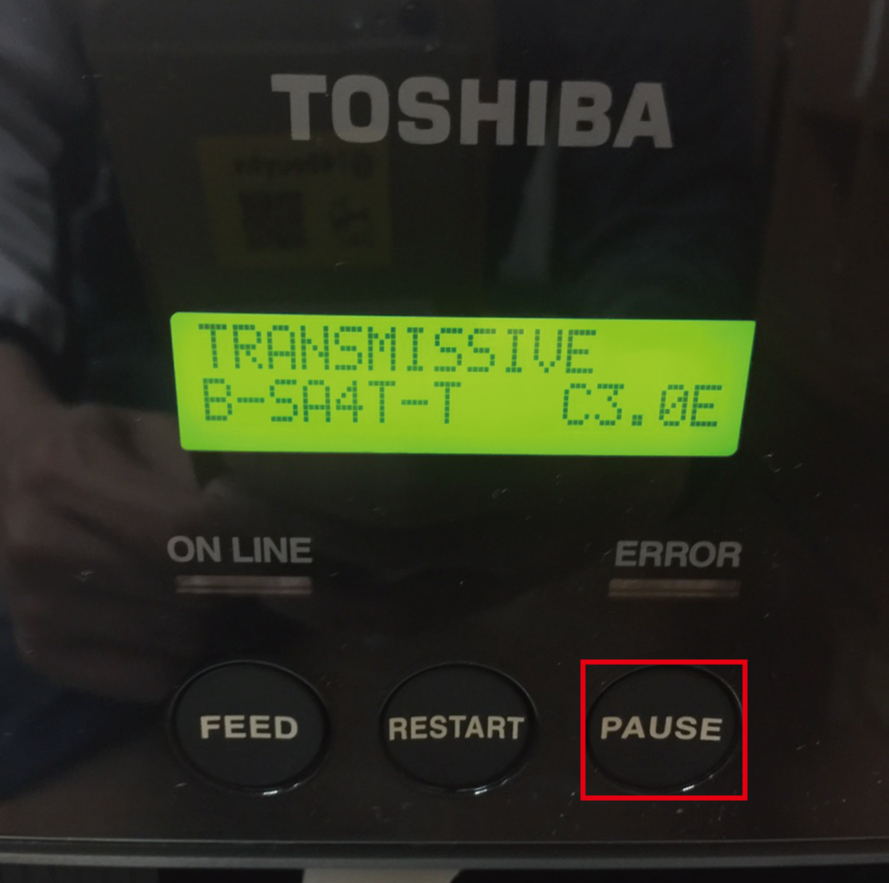 TOSHIBA
TRANSMISSIVE
B-SA4T-T C3.0E
ON LINE
ERROR
FEED
RESTART
PAUSE